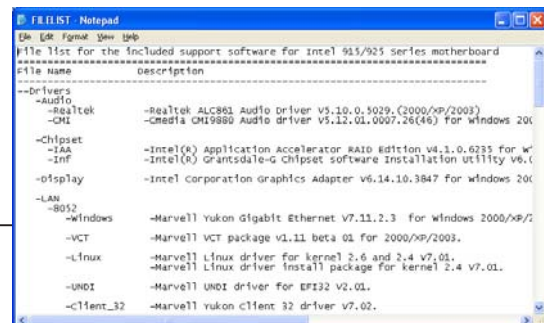 FILELIST - Notepad
File Edit Format View Help
File list for the included support software for Intel 915/925 Series motherboard
================================================================================
File Name Description
--------------------------------------------------------------------------------
--Drivers
-Audio
-Realtek -Realtek ALC861 Audio Driver V5.10.0.5029.(2000/XP/2003)
-CMI -Cmedia CMI9880 Audio driver v5.12.01.0007.26(46) for windows 200
-Chipset
-IAA -Intel(R) Application Accelerator RAID Edition v4.1.0.6235 for W
-Inf -Intel(R) Grantsdale-G Chipset software Installation Utility v6.(
-Display -Intel Corporation Graphics Adapter v6.14.10.3847 for windows 200
-LAN
-8052
-Windows -Marvell Yukon Gigabit Ethernet V7.11.2.3 for Windows 2000/XP/2
-VCT -Marvell VCT package v1.11 beta 01 for 2000/XP/2003.
-Linux -Marvell Linux driver for kernel 2.6 and 2.4 v7.01.
-Marvell Linux driver install package for kernel 2.4 v7.01.
-UNDI -Marvell UNDI driver for EFI32 V2.01.
-Client_32 -Marvell Yukon Client 32 driver v7.02.